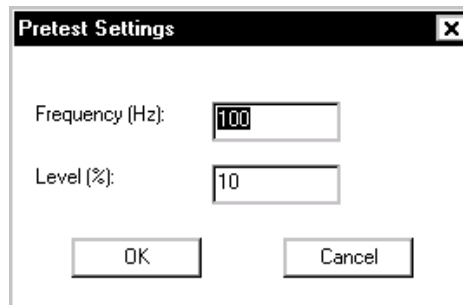 Pretest Settings
Frequency (Hz): 100
Level (%): 10
OK Cancel